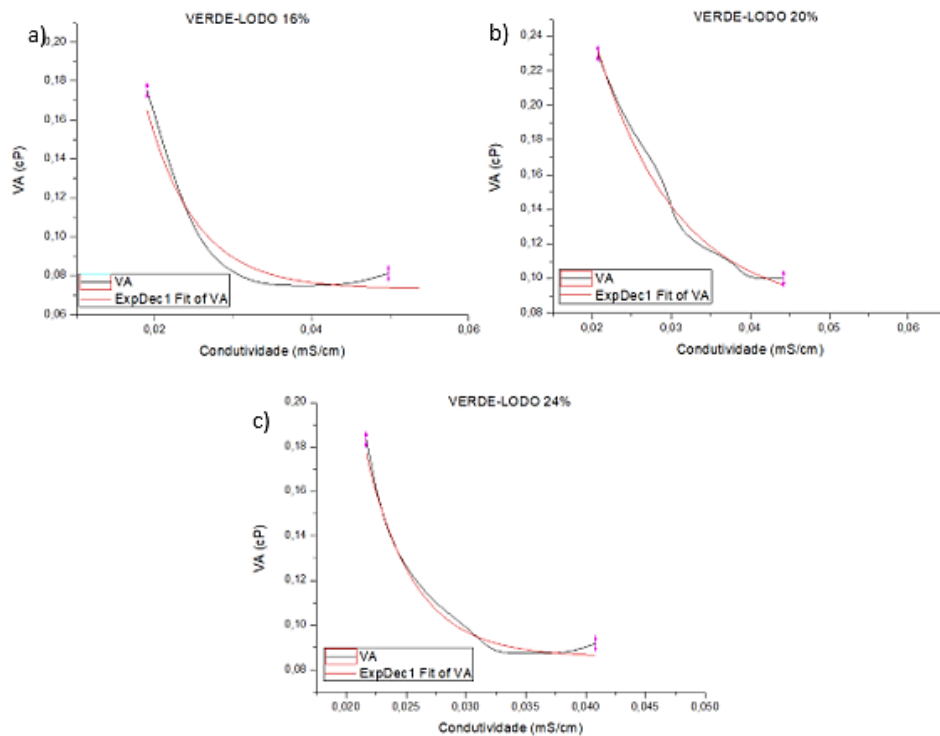 a)
VERDE-LODO 16%
0,20
0,18
0,16
0,14
0,12
0,10
0,08
0,06
VA (cP)
VA
ExpDec1 Fit of VA
0,02
0,04
0,06
Condutividade (mS/cm)
b)
VERDE-LODO 20%
0,24
0,22
0,20
0,18
0,16
0,14
0,12
0,10
0,08
VA (cP)
VA
ExpDec1 Fit of VA
0,02
0,03
0,04
0,05
0,06
Condutividade (mS/cm)
c)
VERDE-LODO 24%
0,20
0,18
0,16
0,14
0,12
0,10
0,08
VA (cP)
VA
ExpDec1 Fit of VA
0,020
0,025
0,030
0,035
0,040
0,045
0,050
Condutividade (mS/cm)